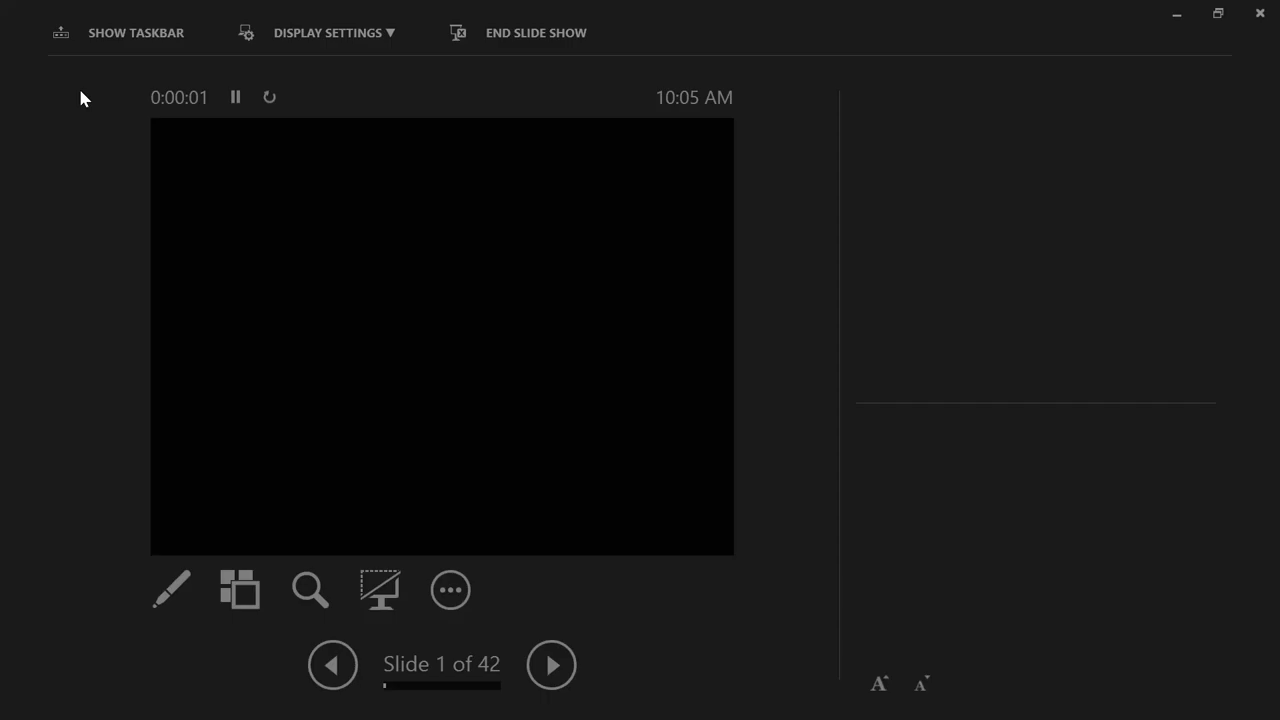 SHOW TASKBAR DISPLAY SETTINGS ▼ END SLIDE SHOW
0:00:01 10:05 AM
Slide 1 of 42
A A